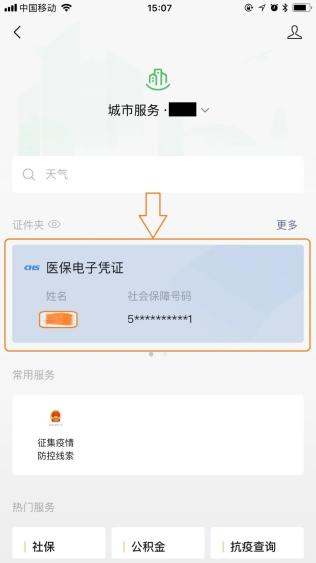 中国移动 15:07
城市服务·
天气
证件夹 更多
CHS 医保电子凭证
姓名 社会保障号码
5**********1
常用服务
征集疫情
防控线索
热门服务
社保 公积金 抗疫查询